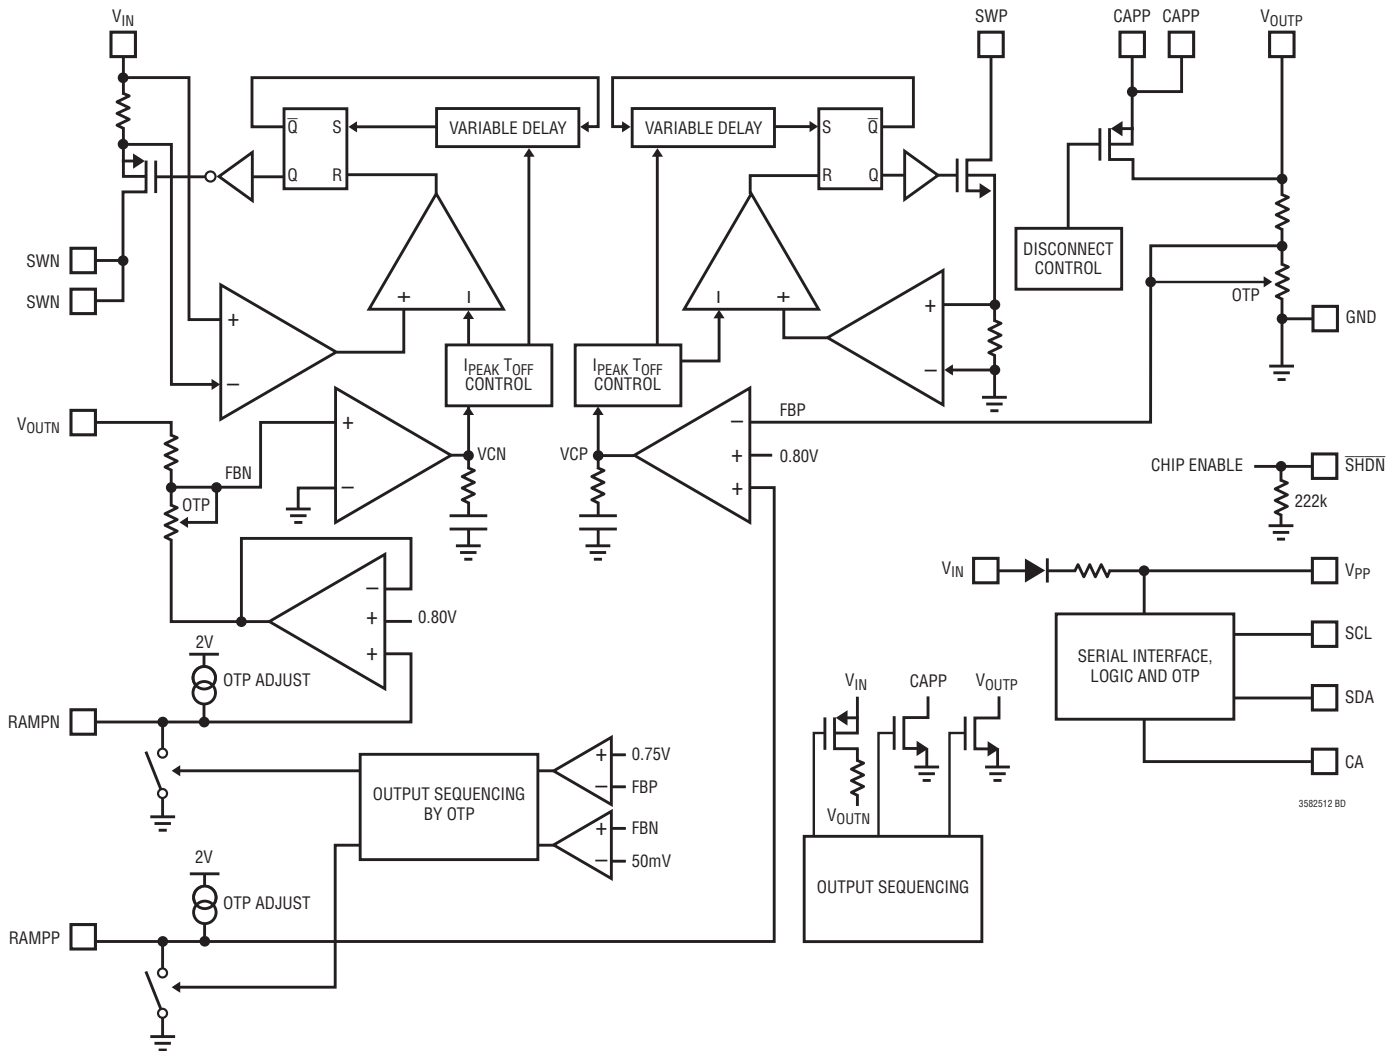 VIN
SWP
CAPP
CAPP
VOUTP
Q̅
S
VARIABLE DELAY
VARIABLE DELAY
S
Q̅
Q
R
R
Q
SWN
SWN
DISCONNECT
CONTROL
OTP
GND
+
–
+
–
–
+
+
–
IPEAK TOFF
CONTROL
IPEAK TOFF
CONTROL
VOUTN
FBN
OTP
+
–
VCN
VCP
–
+
+
FBP
0.80V
CHIP ENABLE
S̅H̅D̅N̅
222k
VIN
VPP
–
+
+
0.80V
2V
OTP ADJUST
RAMPN
SERIAL INTERFACE,
LOGIC AND OTP
SCL
SDA
CA
VIN
CAPP
VOUTP
VOUTN
OUTPUT SEQUENCING
OUTPUT SEQUENCING
BY OTP
+
–
0.75V
FBP
+
–
FBN
50mV
2V
OTP ADJUST
RAMPP
3582512 BD